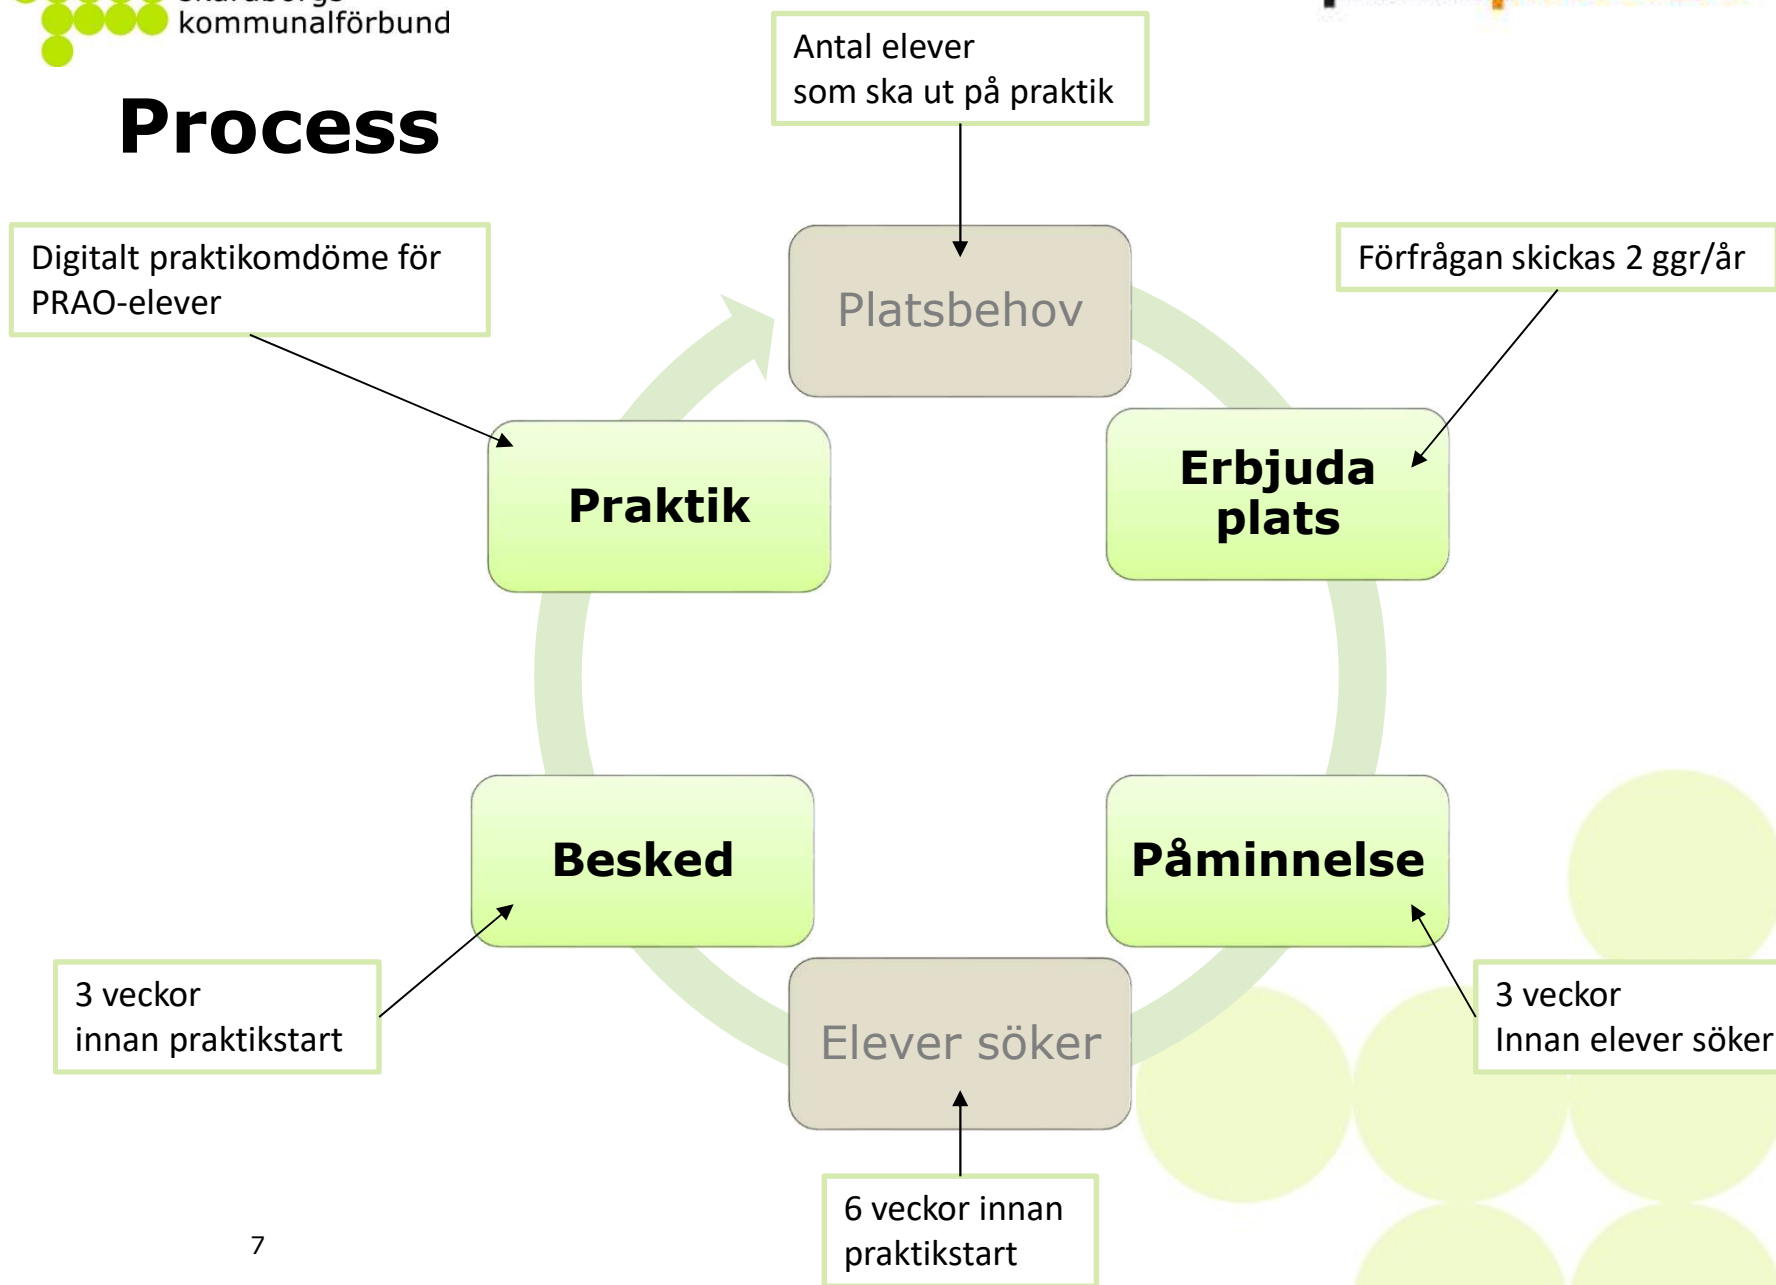 kommunalförbund
Process
Antal elever
som ska ut på praktik
Digitalt praktikomdöme för
PRAO-elever
Förfrågan skickas 2 ggr/år
Platsbehov
Erbjuda
plats
Praktik
Besked
Påminnelse
3 veckor
innan praktikstart
Elever söker
3 veckor
Innan elever söker
6 veckor innan
praktikstart
7